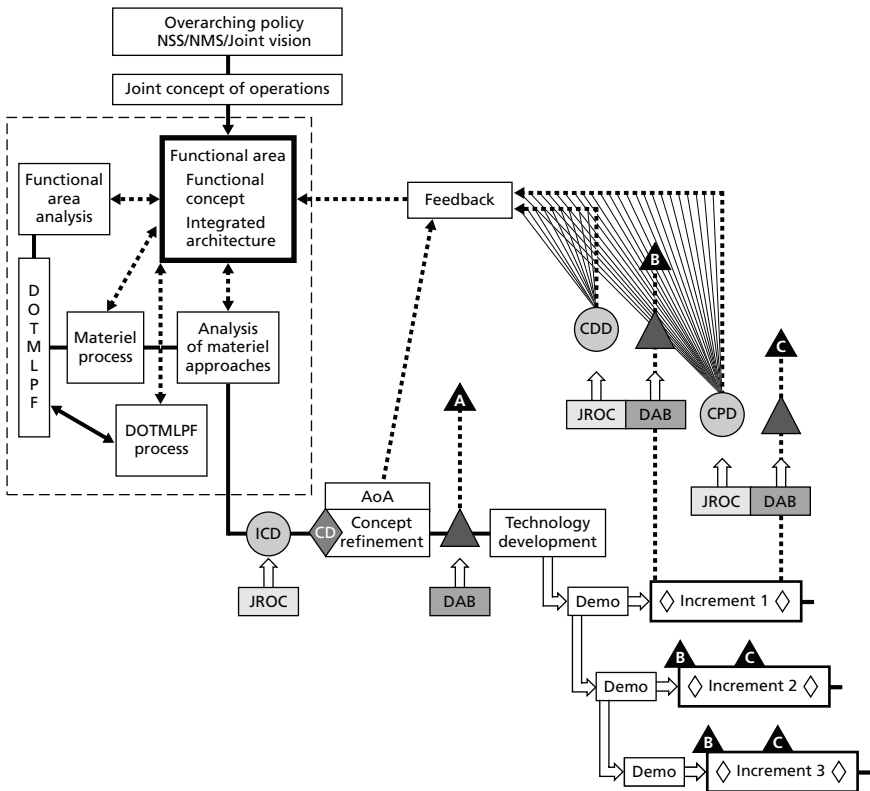 Overarching policy
NSS/NMS/Joint vision
Joint concept of operations
Functional area
Functional
concept
Integrated
architecture
Functional
area
analysis
Feedback
D
O
T
M
L
P
F
Materiel
process
Analysis
of materiel
approaches
DOTMLPF
process
B
CDD
C
A
JROC
DAB
CPD
JROC
DAB
AoA
ICD
CD
Concept
refinement
Technology
development
JROC
DAB
Demo
Increment 1
B
C
Demo
Increment 2
B
C
Demo
Increment 3